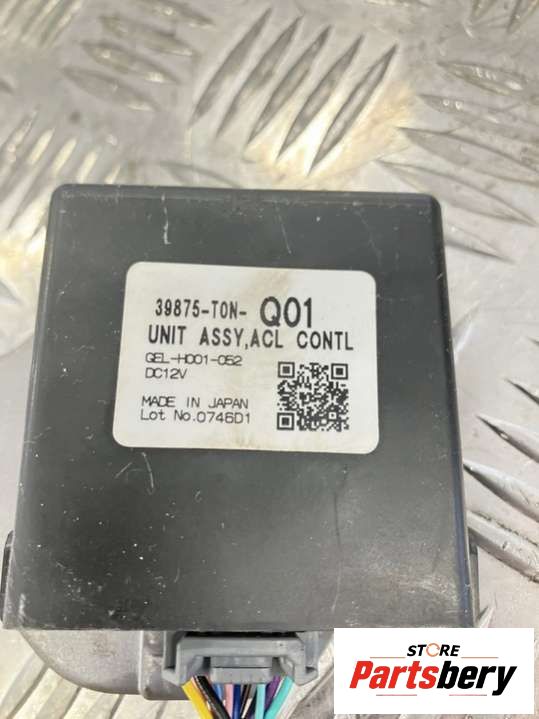 39875-T0N- Q01
UNIT ASSY,ACL CONTL
GEL-H001-052
DC12V
MADE IN JAPAN
Lot No.0746D1
STORE
Partsbery